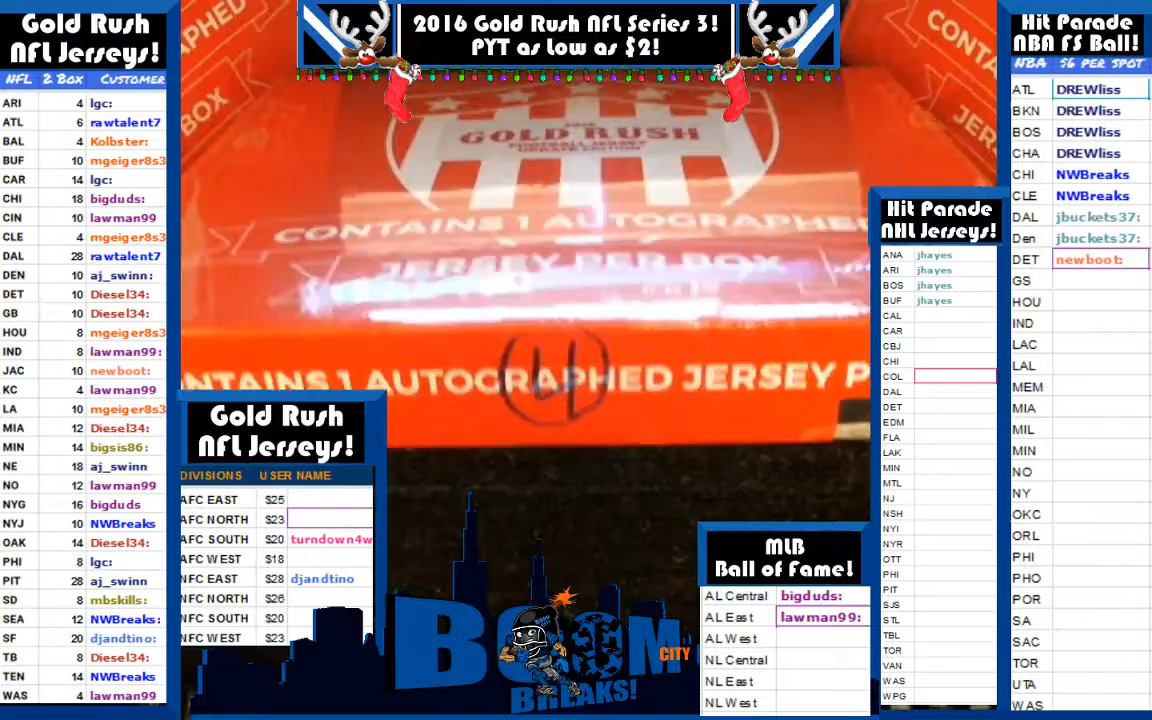 Gold Rush
NFL Jerseys!
NFL 2 Box Customer
ARI 4 lgc:
ATL 6 rawtalent7
BAL 4 Kolbster:
BUF 10 mgeiger8s3
CAR 14 lgc:
CHI 18 bigduds:
CIN 10 lawman99
CLE 4 mgeiger8s3
DAL 28 rawtalent7
DEN 10 aj_swinn:
DET 10 Diesel34:
GB 10 Diesel34:
HOU 8 mgeiger8s3
IND 8 lawman99:
JAC 10 newboot:
KC 4 lawman99
LA 10 mgeiger8s3
MIA 12 Diesel34:
MIN 14 bigsis86:
NE 18 aj_swinn
NO 12 lawman99
NYG 16 bigduds
NYJ 10 NWBreaks
OAK 14 Diesel34:
PHI 8 lgc:
PIT 28 aj_swinn
SD 8 mbskills:
SEA 12 NWBreaks:
SF 20 djandtino:
TB 8 Diesel34:
TEN 14 NWBreaks
WAS 4 lawman99
2016 Gold Rush NFL Series 3!
PYT as Low as $2!
GOLD RUSH
CONTAINS 1 AUTOGRAPHED
JERSEY PER BOX
NTAINS 1 AUTOGRAPHED JERSEY P
4
Gold Rush
NFL Jerseys!
DIVISIONS USER NAME
AFC EAST $25
AFC NORTH $23
AFC SOUTH $20 turndown4w
AFC WEST $18
NFC EAST $28 djandtino
NFC NORTH $26
NFC SOUTH $20
NFC WEST $23
BOOM
CITY
BREAKS!
MLB
Ball of Fame!
AL Central bigduds:
AL East lawman99:
AL West
NL Central
NL East
NL West
Hit Parade
NHL Jerseys!
ANA jhayes
ARI jhayes
BOS jhayes
BUF jhayes
CAL
CAR
CBJ
CHI
COL
DAL
DET
EDM
FLA
LAK
MIN
MTL
NJ
NSH
NYI
NYR
OTT
PHI
PIT
SJS
STL
TBL
TOR
VAN
WAS
WPG
Hit Parade
NBA FS Ball!
NBA $6 PER SPOT
ATL DREWliss
BKN DREWliss
BOS DREWliss
CHA DREWliss
CHI NWBreaks
CLE NWBreaks
DAL jbuckets37:
Den jbuckets37:
DET newboot:
GS
HOU
IND
LAC
LAL
MEM
MIA
MIL
MIN
NO
NY
OKC
ORL
PHI
PHO
POR
SA
SAC
TOR
UTA
WAS